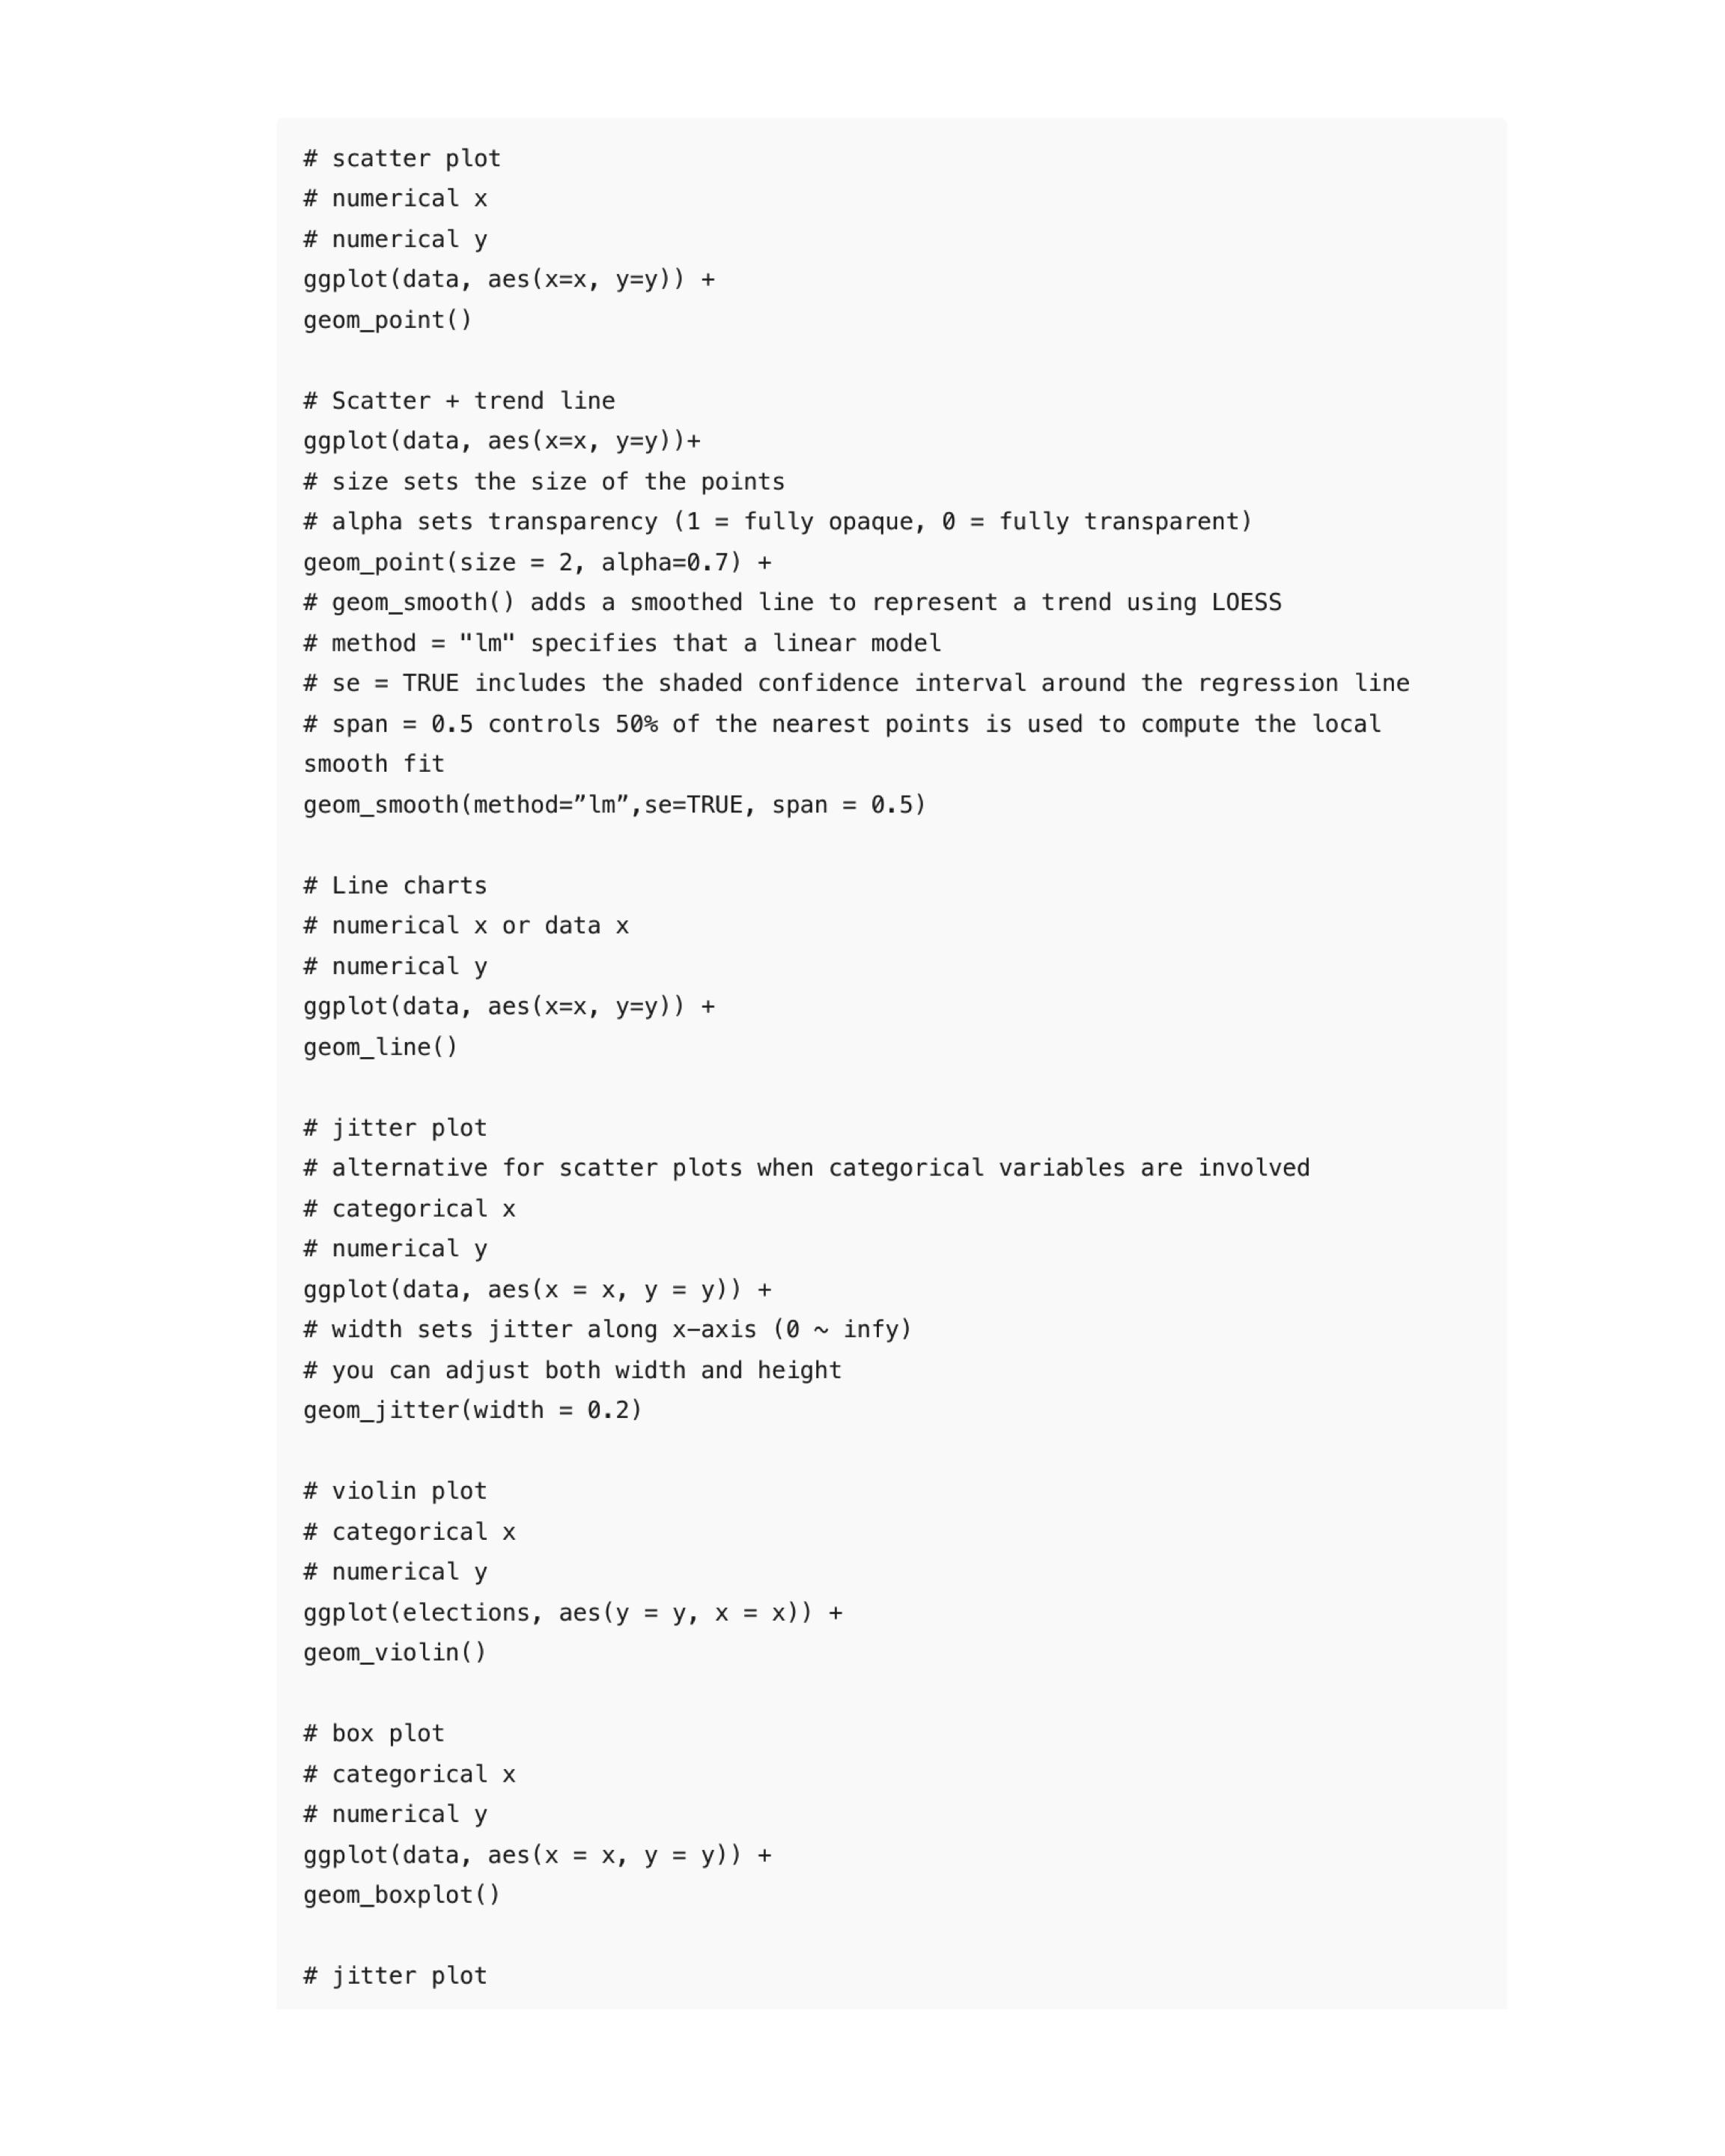 # scatter plot
# numerical x
# numerical y
ggplot(data, aes(x=x, y=y)) +
geom_point()
# Scatter + trend line
ggplot(data, aes(x=x, y=y))+
# size sets the size of the points
# alpha sets transparency (1 = fully opaque, 0 = fully transparent)
geom_point(size = 2, alpha=0.7) +
# geom_smooth() adds a smoothed line to represent a trend using LOESS
# method = "lm" specifies that a linear model
# se = TRUE includes the shaded confidence interval around the regression line
# span = 0.5 controls 50% of the nearest points is used to compute the local
smooth fit
geom_smooth(method=”lm”,se=TRUE, span = 0.5)
# Line charts
# numerical x or data x
# numerical y
ggplot(data, aes(x=x, y=y)) +
geom_line()
# jitter plot
# alternative for scatter plots when categorical variables are involved
# categorical x
# numerical y
ggplot(data, aes(x = x, y = y)) +
# width sets jitter along x–axis (0 ~ infy)
# you can adjust both width and height
geom_jitter(width = 0.2)
# violin plot
# categorical x
# numerical y
ggplot(elections, aes(y = y, x = x)) +
geom_violin()
# box plot
# categorical x
# numerical y
ggplot(data, aes(x = x, y = y)) +
geom_boxplot()
# jitter plot